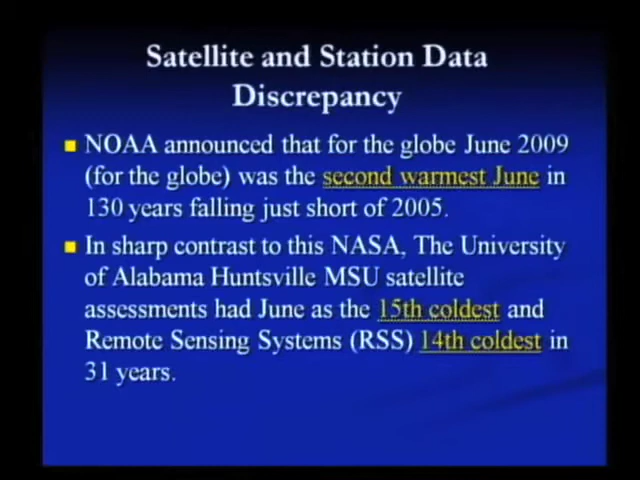 Satellite and Station Data
Discrepancy
NOAA announced that for the globe June 2009
(for the globe) was the second warmest June in
130 years falling just short of 2005.
In sharp contrast to this NASA, The University
of Alabama Huntsville MSU satellite
assessments had June as the 15th coldest and
Remote Sensing Systems (RSS) 14th coldest in
31 years.